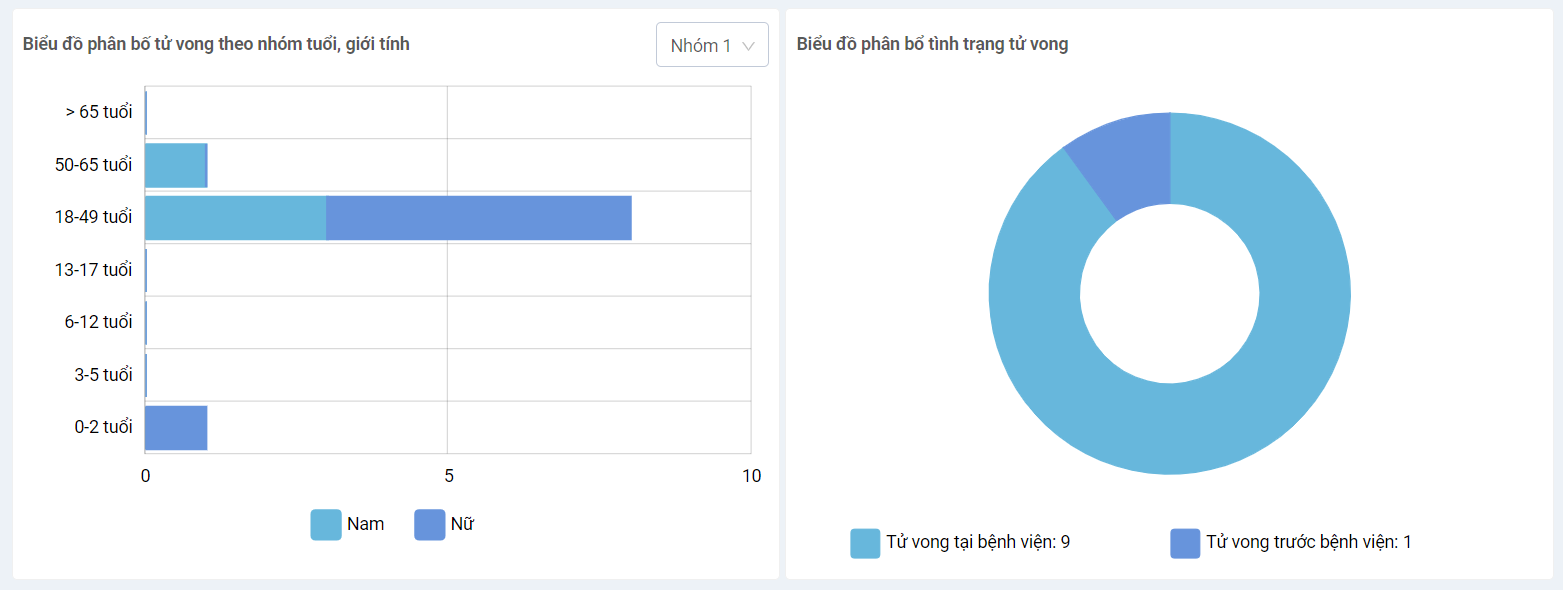 Biểu đồ phân bố tử vong theo nhóm tuổi, giới tính
Nhóm 1
> 65 tuổi
50-65 tuổi
18-49 tuổi
13-17 tuổi
6-12 tuổi
3-5 tuổi
0-2 tuổi
0 5 10
Nam Nữ
Biểu đồ phân bổ tình trạng tử vong
Tử vong tại bệnh viện: 9 Tử vong trước bệnh viện: 1